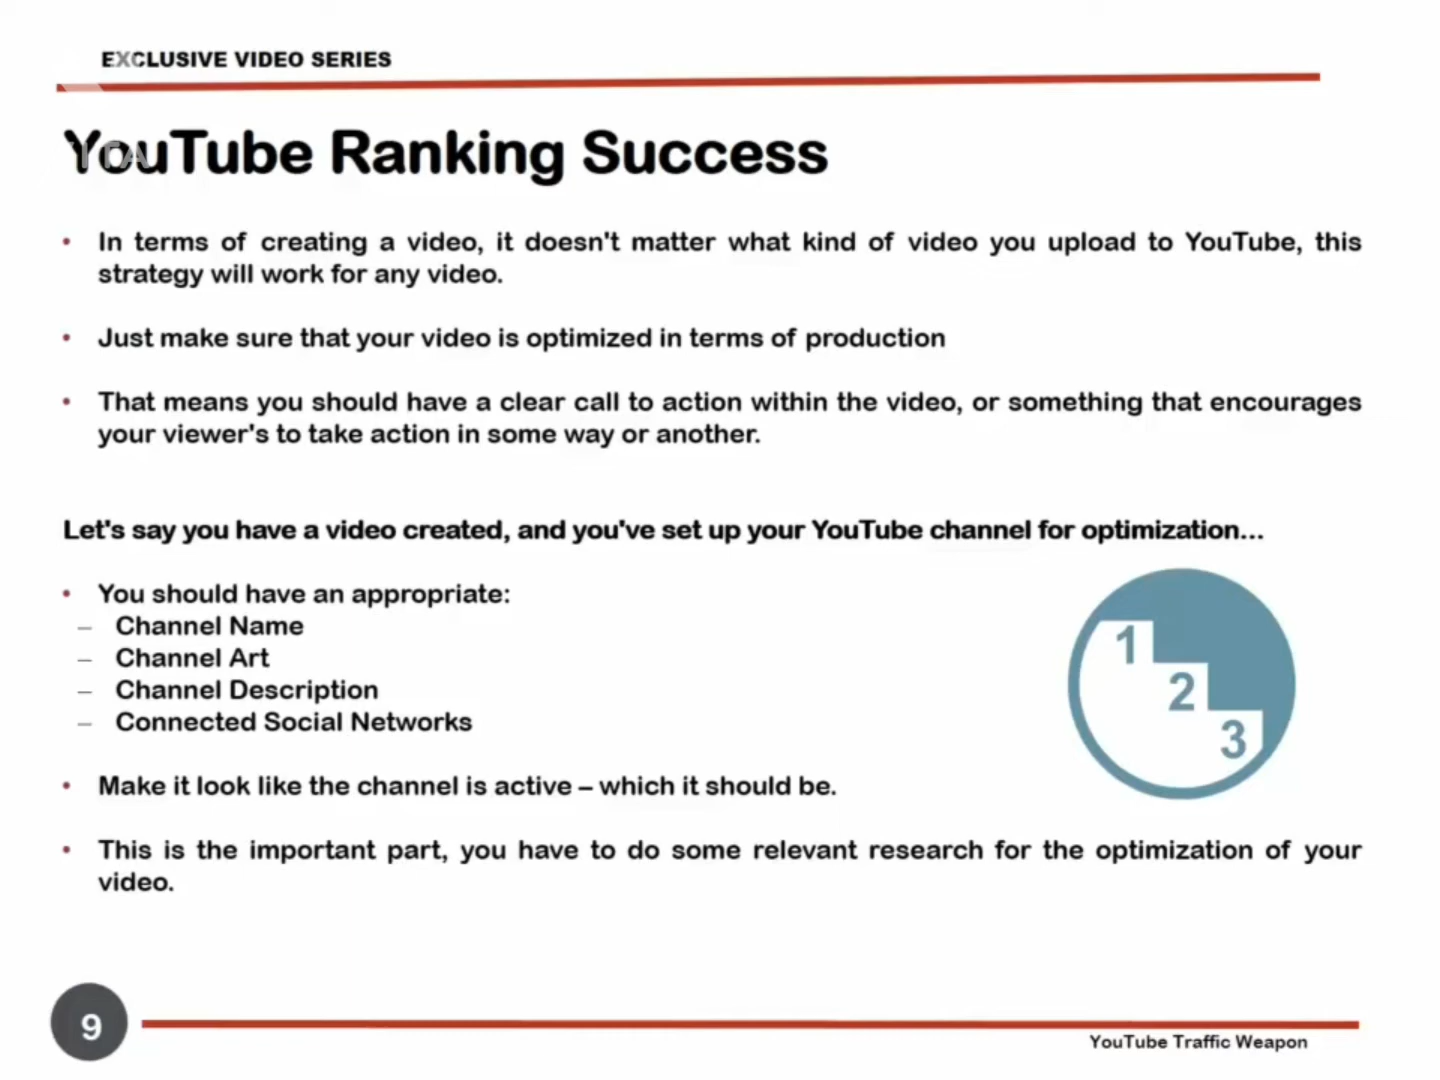 EXCLUSIVE VIDEO SERIES
YouTube Ranking Success
• In terms of creating a video, it doesn't matter what kind of video you upload to YouTube, this
strategy will work for any video.
• Just make sure that your video is optimized in terms of production
• That means you should have a clear call to action within the video, or something that encourages
your viewer's to take action in some way or another.
Let's say you have a video created, and you've set up your YouTube channel for optimization...
• You should have an appropriate:
– Channel Name
– Channel Art
– Channel Description
– Connected Social Networks
1
2
3
• Make it look like the channel is active – which it should be.
• This is the important part, you have to do some relevant research for the optimization of your
video.
9
YouTube Traffic Weapon